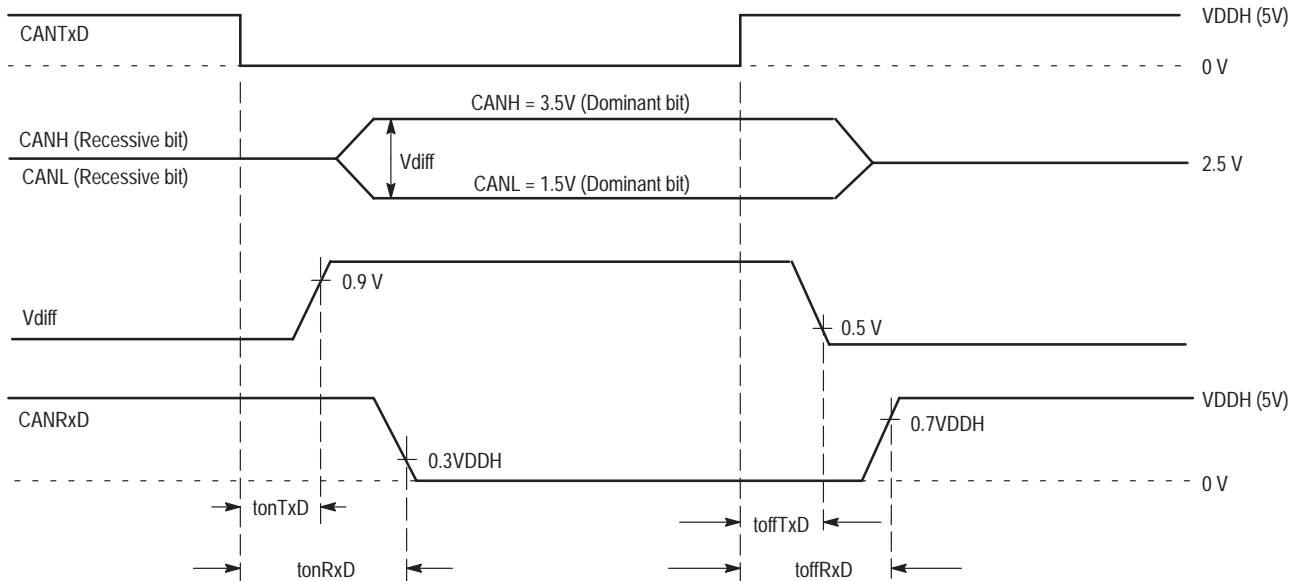 VDDH (5V)
CANTxD
0 V
CANH = 3.5V (Dominant bit)
CANH (Recessive bit)
Vdiff
2.5 V
CANL (Recessive bit)
CANL = 1.5V (Dominant bit)
0.9 V
Vdiff
0.5 V
VDDH (5V)
CANRxD
0.7VDDH
0.3VDDH
0 V
tonTxD
toffTxD
tonRxD
toffRxD